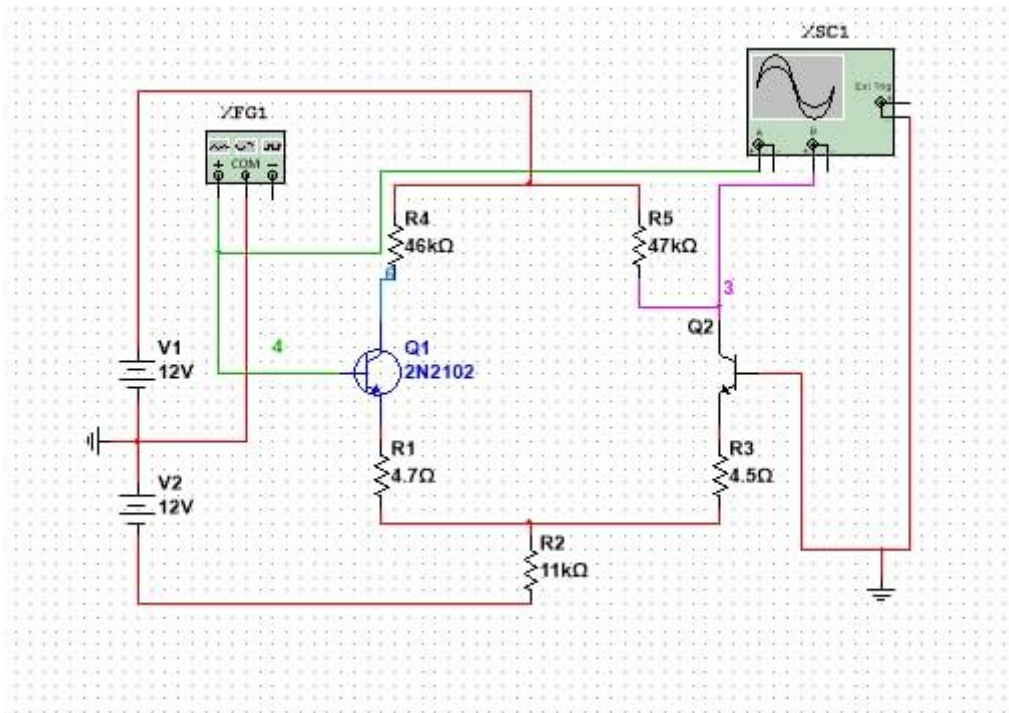 XSC1
Ext Trig
XFG1
A
B
+
COM
−
R4
46kΩ
R5
47kΩ
6
3
Q2
V1
12V
4
Q1
2N2102
R1
4.7Ω
R3
4.5Ω
V2
12V
R2
11kΩ